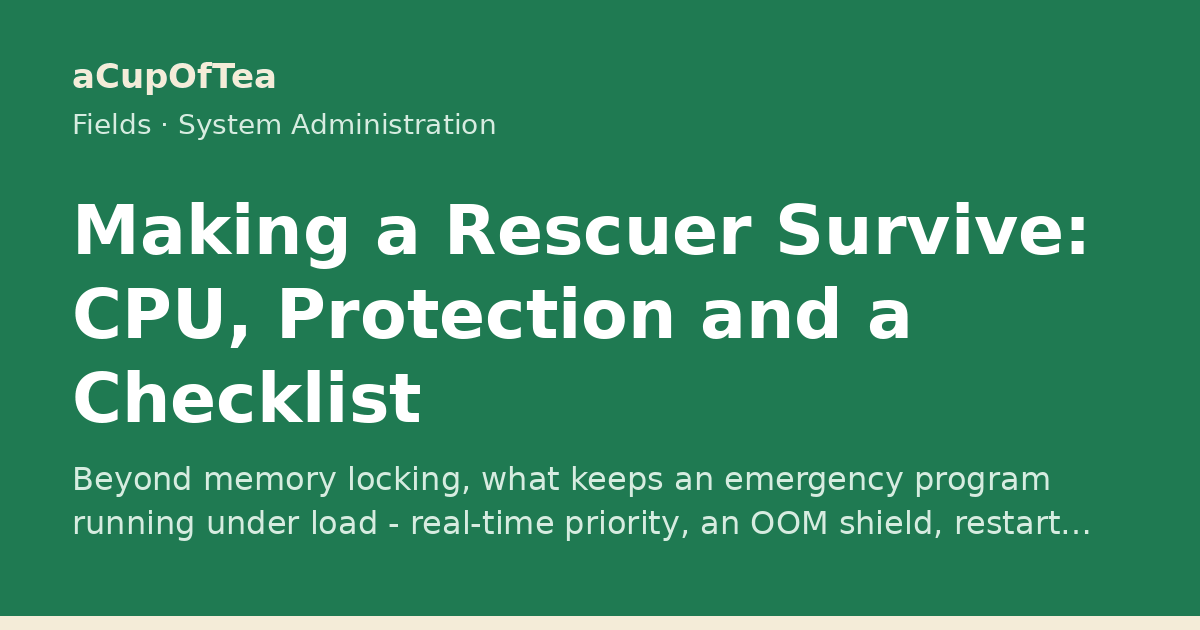 aCupOfTea
Fields · System Administration
Making a Rescuer Survive:
CPU, Protection and a
Checklist
Beyond memory locking, what keeps an emergency program
running under load - real-time priority, an OOM shield, restart…